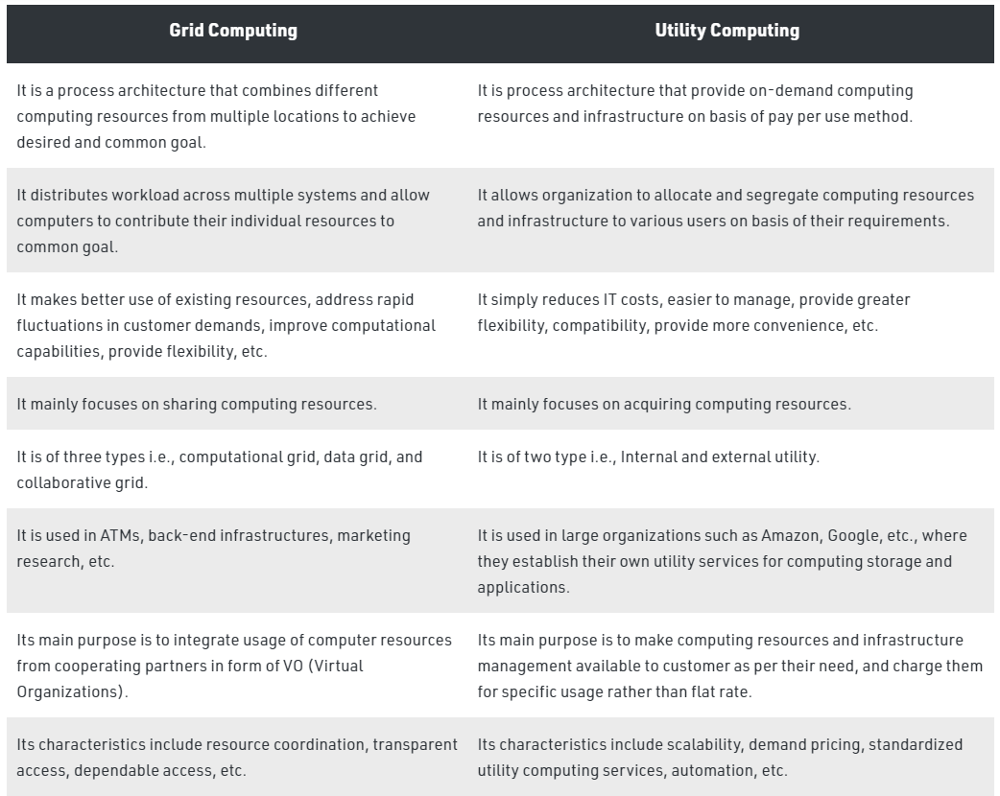 Grid Computing
Utility Computing
It is a process architecture that combines different
computing resources from multiple locations to achieve
desired and common goal.
It is process architecture that provide on-demand computing
resources and infrastructure on basis of pay per use method.
It distributes workload across multiple systems and allow
computers to contribute their individual resources to
common goal.
It allows organization to allocate and segregate computing resources
and infrastructure to various users on basis of their requirements.
It makes better use of existing resources, address rapid
fluctuations in customer demands, improve computational
capabilities, provide flexibility, etc.
It simply reduces IT costs, easier to manage, provide greater
flexibility, compatibility, provide more convenience, etc.
It mainly focuses on sharing computing resources.
It mainly focuses on acquiring computing resources.
It is of three types i.e., computational grid, data grid, and
collaborative grid.
It is of two type i.e., Internal and external utility.
It is used in ATMs, back-end infrastructures, marketing
research, etc.
It is used in large organizations such as Amazon, Google, etc., where
they establish their own utility services for computing storage and
applications.
Its main purpose is to integrate usage of computer resources
from cooperating partners in form of VO (Virtual
Organizations).
Its main purpose is to make computing resources and infrastructure
management available to customer as per their need, and charge them
for specific usage rather than flat rate.
Its characteristics include resource coordination, transparent
access, dependable access, etc.
Its characteristics include scalability, demand pricing, standardized
utility computing services, automation, etc.